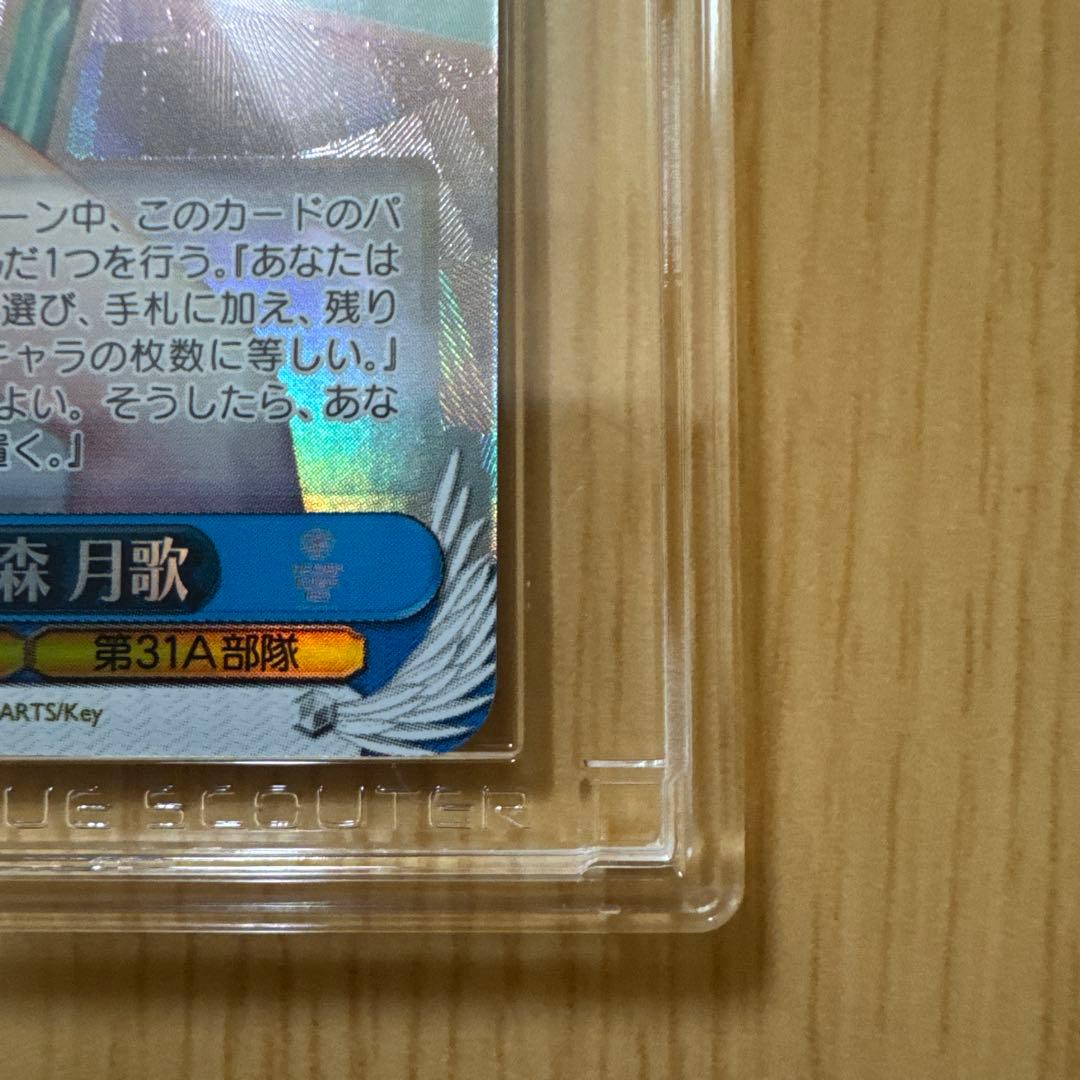 ーン中、このカードのパ
だ1つを行う。『あなたは
選び、手札に加え、残り
キャラの枚数に等しい。』
よい。そうしたら、あな
置く。』
森 月歌
第31A部隊
ARTS/Key
UE SCOUTER